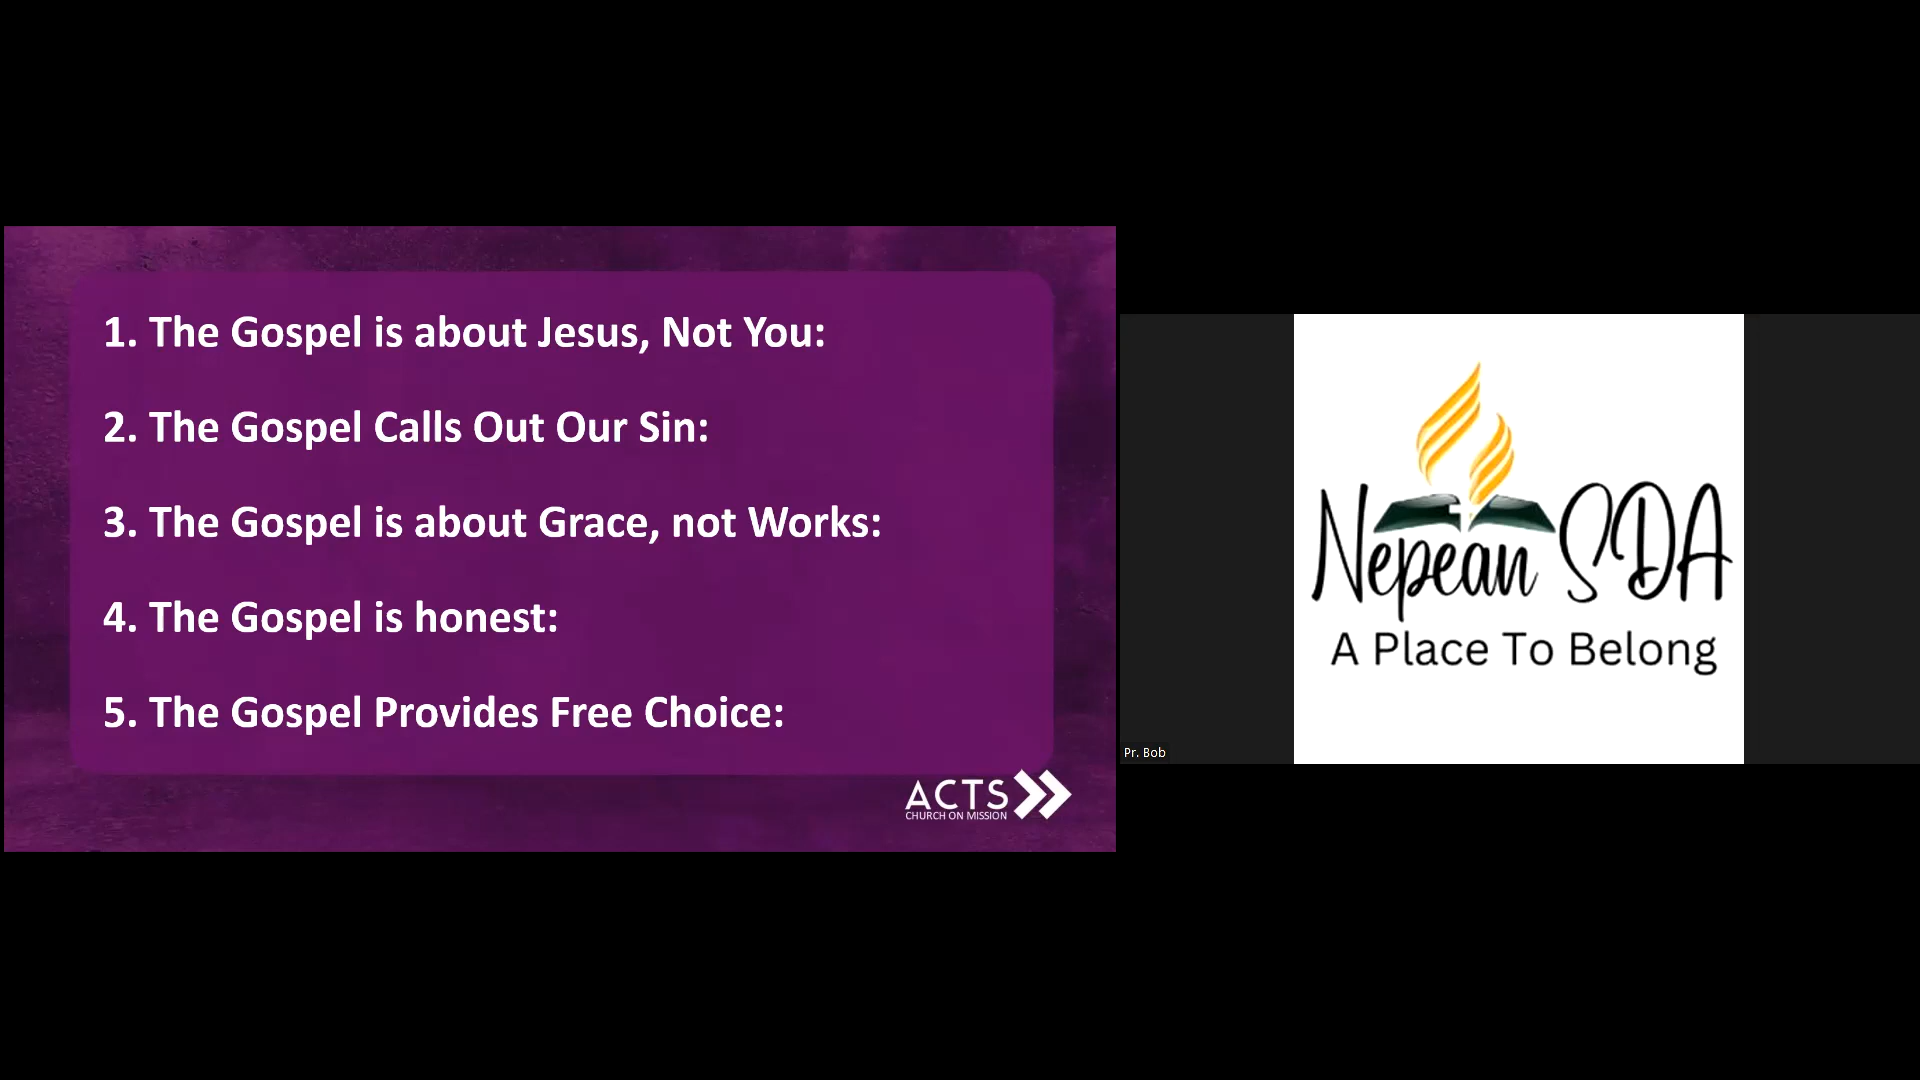 1. The Gospel is about Jesus, Not You:
2. The Gospel Calls Out Our Sin:
3. The Gospel is about Grace, not Works:
4. The Gospel is honest:
5. The Gospel Provides Free Choice:
ACTS
CHURCH ON MISSION
Nepean SDA
A Place To Belong
Pr. Bob